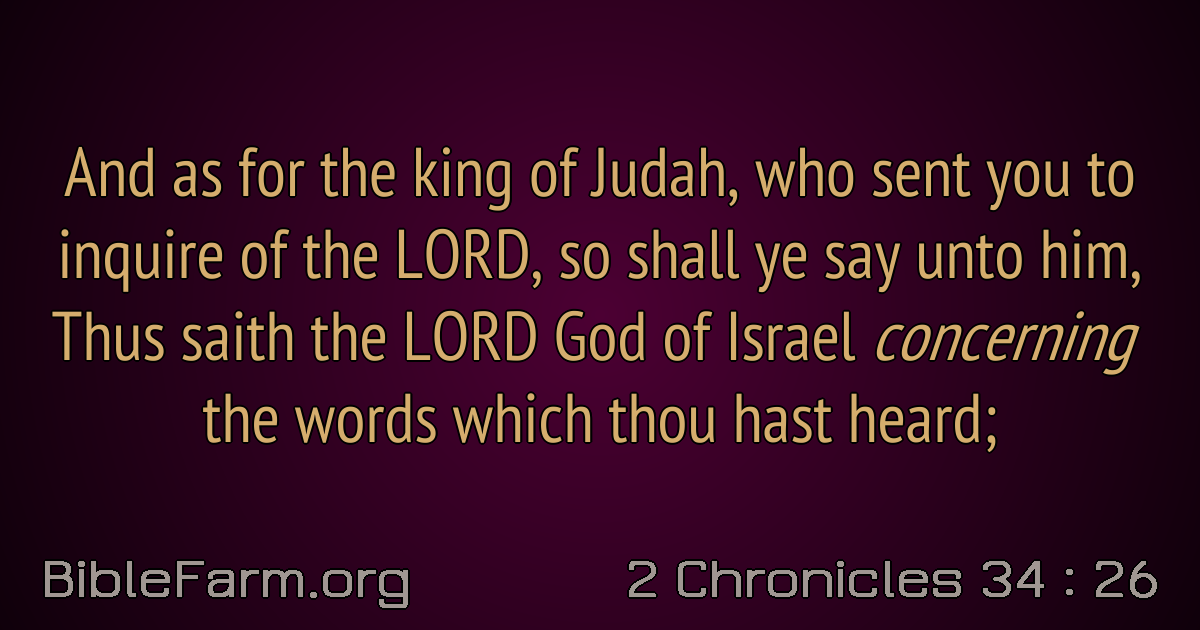 And as for the king of Judah, who sent you to
inquire of the LORD, so shall ye say unto him,
Thus saith the LORD God of Israel concerning
the words which thou hast heard;
BibleFarm.org
2 Chronicles 34 : 26